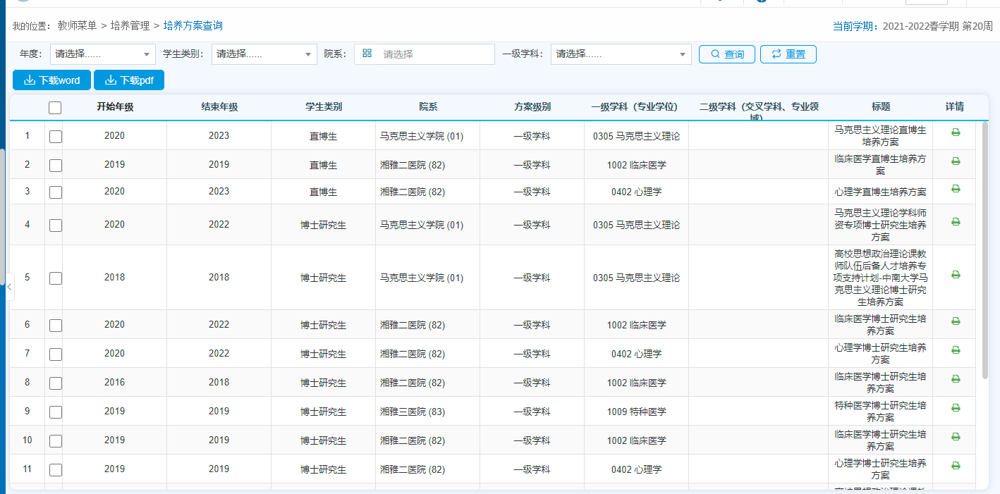 我的位置： 教师菜单 > 培养管理 > 培养方案查询
当前学期：2021-2022春学期 第20周
年度： 请选择...... 学生类别： 请选择...... 院系： 请选择 一级学科： 请选择...... 查询 重置
下载word 下载pdf
开始年级 结束年级 学生类别 院系 方案级别 一级学科（专业学位） 二级学科（交叉学科、专业领 标题 详情
域）
1 2020 2023 直博生 马克思主义学院 (01) 一级学科 0305 马克思主义理论 马克思主义理论直博生
培养方案
2 2019 2019 直博生 湘雅二医院 (82) 一级学科 1002 临床医学 临床医学直博生培养方
案
3 2020 2023 直博生 湘雅二医院 (82) 一级学科 0402 心理学 心理学直博生培养方案
4 2020 2022 博士研究生 马克思主义学院 (01) 一级学科 0305 马克思主义理论 马克思主义理论学科师
资专项博士研究生培养
方案
5 2018 2018 博士研究生 马克思主义学院 (01) 一级学科 0305 马克思主义理论 高校思想政治理论课教
师队伍后备人才培养专
项支持计划-中南大学马
克思主义理论博士研究
生培养方案
6 2020 2022 博士研究生 湘雅二医院 (82) 一级学科 1002 临床医学 临床医学博士研究生培
养方案
7 2020 2022 博士研究生 湘雅二医院 (82) 一级学科 0402 心理学 心理学博士研究生培养
方案
8 2016 2018 博士研究生 湘雅二医院 (82) 一级学科 1002 临床医学 临床医学博士研究生培
养方案
9 2019 2019 博士研究生 湘雅三医院 (83) 一级学科 1009 特种医学 特种医学博士研究生培
养方案
10 2019 2019 博士研究生 湘雅二医院 (82) 一级学科 1002 临床医学 临床医学博士研究生培
养方案
11 2019 2019 博士研究生 湘雅二医院 (82) 一级学科 0402 心理学 心理学博士研究生培养
方案